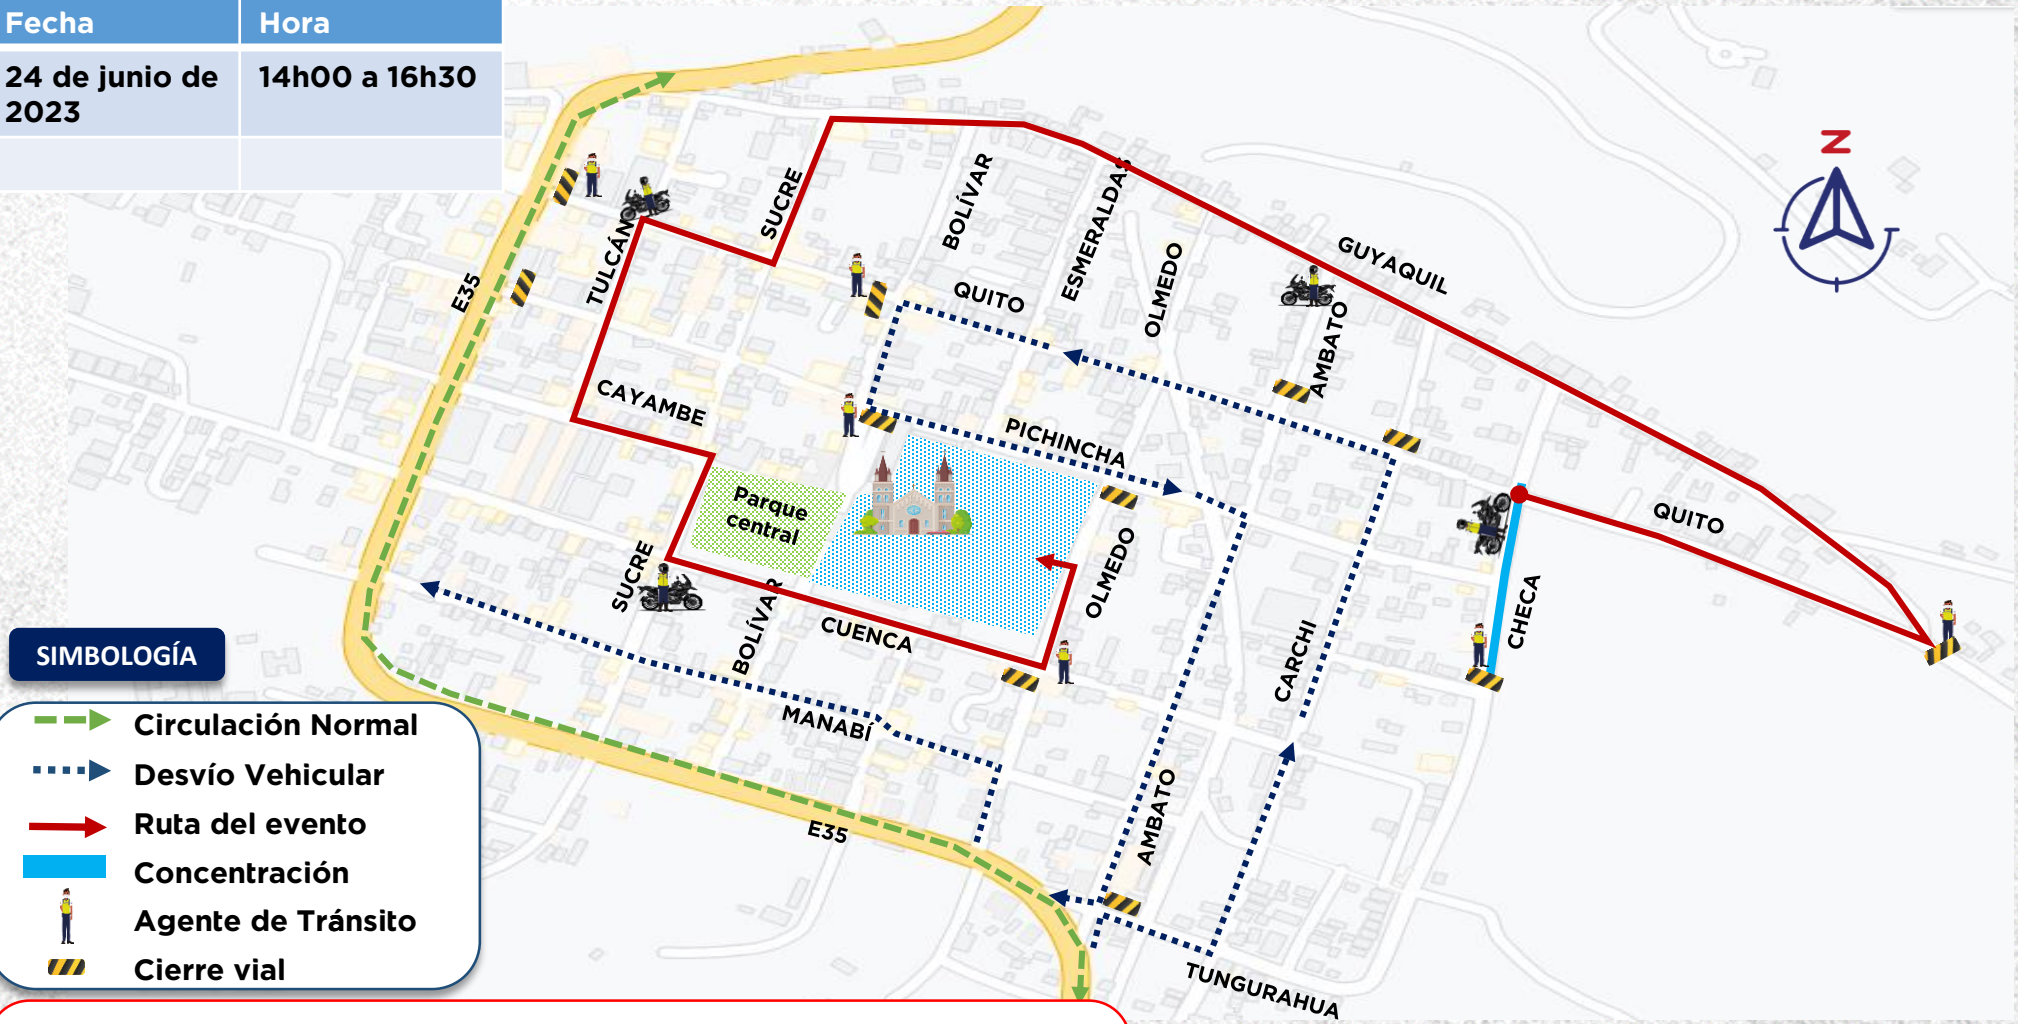 Fecha
Hora
24 de junio de
2023
14h00 a 16h30
N
SUCRE
BOLÍVAR
ESMERALDAS
TULCÁN
OLMEDO
GUYAQUIL
E35
QUITO
AMBATO
CAYAMBE
PICHINCHA
Parque
central
QUITO
SUCRE
OLMEDO
CHECA
BOLÍVAR
CUENCA
CARCHI
MANABÍ
E35
AMBATO
TUNGURAHUA
SIMBOLOGÍA
Circulación Normal
Desvío Vehicular
Ruta del evento
Concentración
Agente de Tránsito
Cierre vial